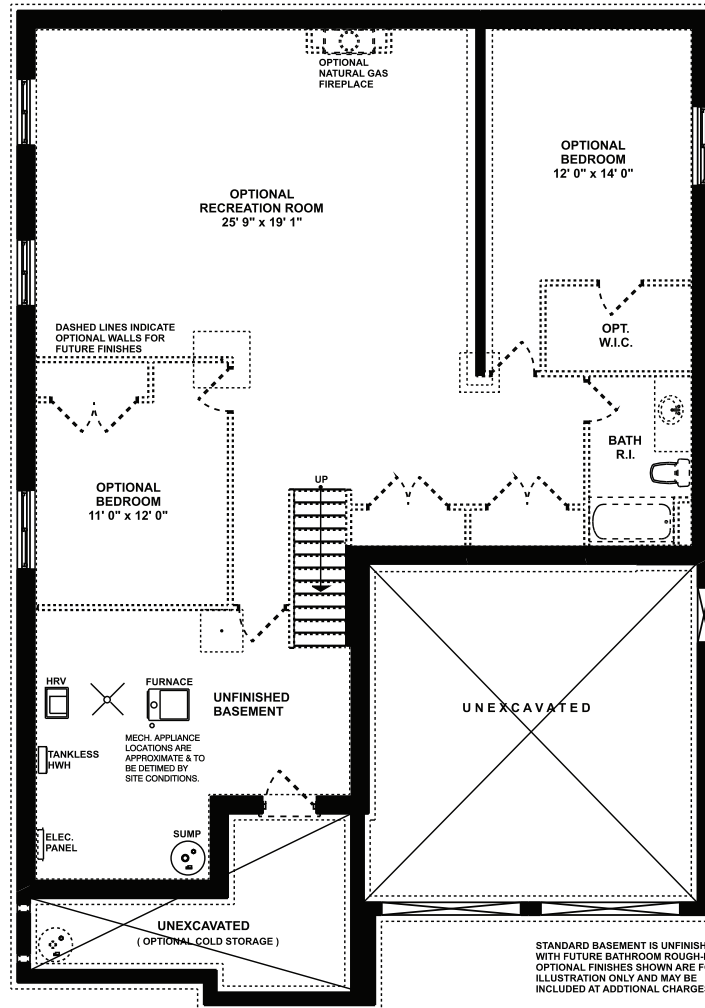 OPTIONAL
NATURAL GAS
FIREPLACE
OPTIONAL
BEDROOM
12' 0" x 14' 0"
OPTIONAL
RECREATION ROOM
25' 9" x 19' 1"
DASHED LINES INDICATE
OPTIONAL WALLS FOR
FUTURE FINISHES
OPT.
W.I.C.
BATH
R.I.
OPTIONAL
BEDROOM
11' 0" x 12' 0"
UP
HRV
FURNACE
UNFINISHED
BASEMENT
MECH. APPLIANCE
LOCATIONS ARE
APPROXIMATE & TO
BE DETIMED BY
SITE CONDITIONS.
TANKLESS
HWH
UNEXCAVATED
ELEC.
PANEL
SUMP
UNEXCAVATED
( OPTIONAL COLD STORAGE )
STANDARD BASEMENT IS UNFINISH
WITH FUTURE BATHROOM ROUGH-
OPTIONAL FINISHES SHOWN ARE F
ILLUSTRATION ONLY AND MAY BE
INCLUDED AT ADDTIONAL CHARGE